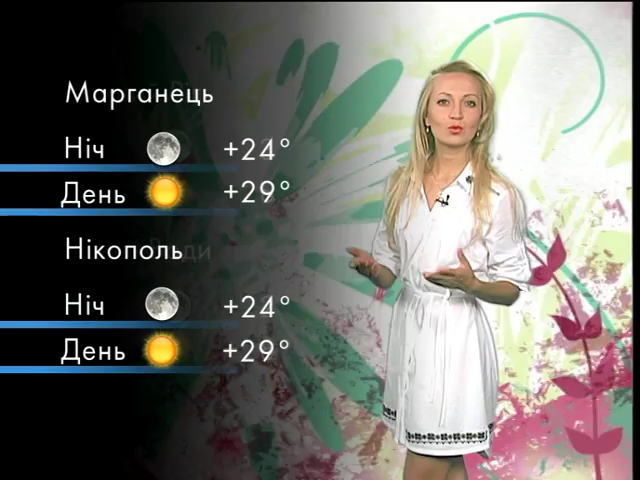 Марганець
Ніч +24°
День +29°
Нікополь
Ніч +24°
День +29°